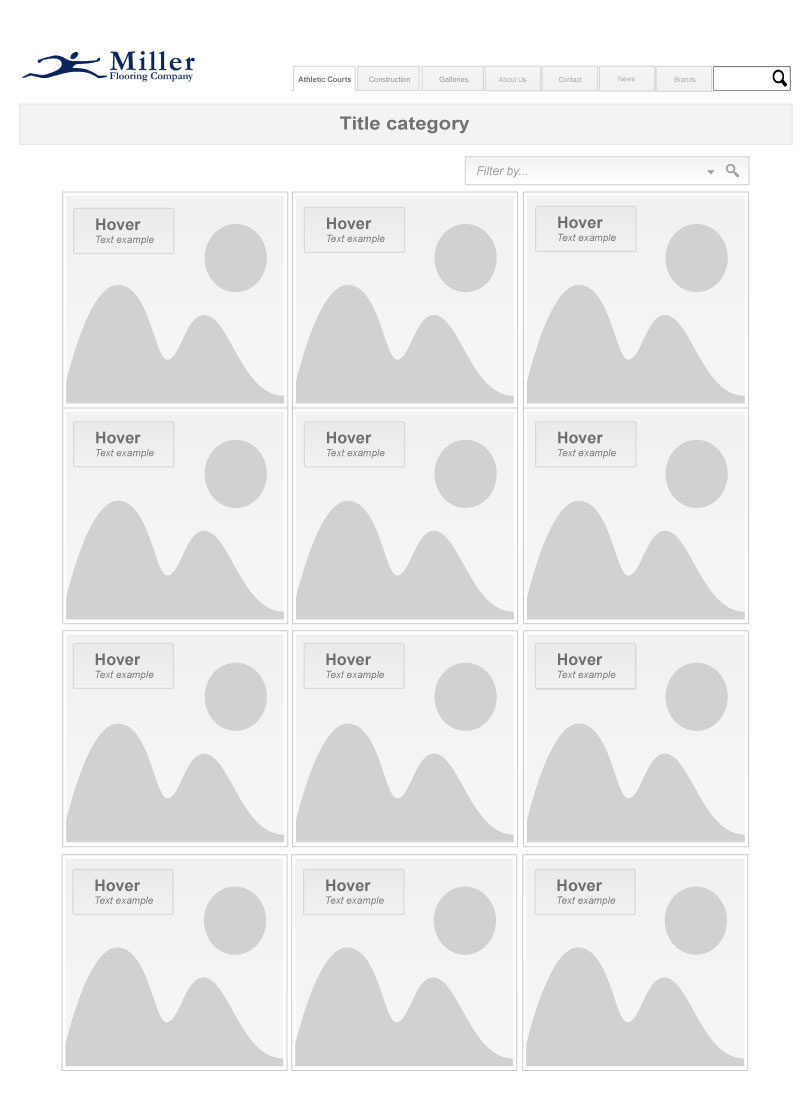 Miller
Flooring Company
Athletic Courts
Construction
Galleries
About Us
Contact
News
Brands
Title category
Filter by...
Hover
Text example
Hover
Text example
Hover
Text example
Hover
Text example
Hover
Text example
Hover
Text example
Hover
Text example
Hover
Text example
Hover
Text example
Hover
Text example
Hover
Text example
Hover
Text example